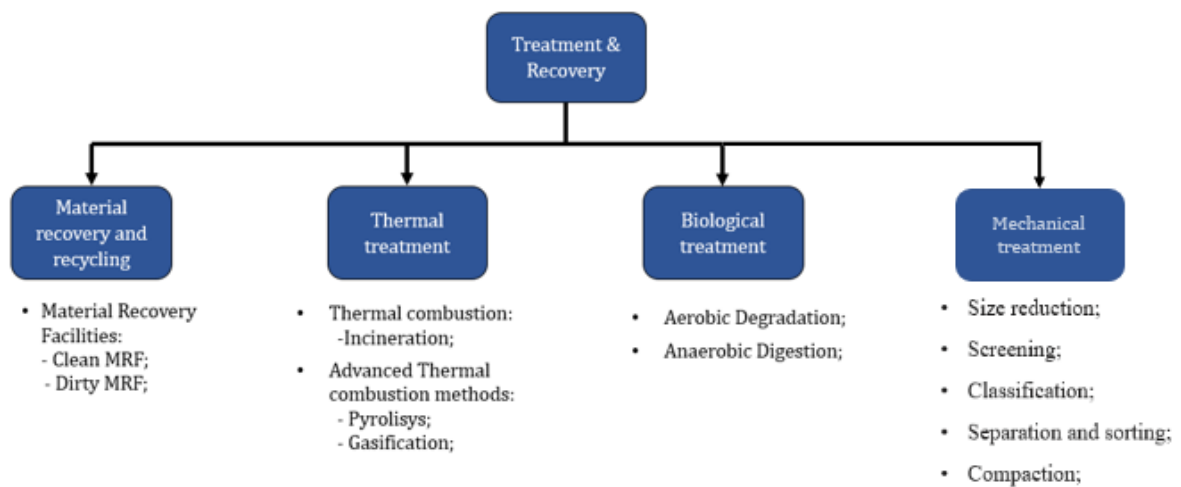 Treatment &
Recovery
Material
recovery and
recycling
• Material Recovery
Facilities:
- Clean MRF;
- Dirty MRF;
Thermal
treatment
• Thermal combustion:
-Incineration;
• Advanced Thermal
combustion methods:
- Pyrolisys;
- Gasification;
Biological
treatment
• Aerobic Degradation;
• Anaerobic Digestion;
Mechanical
treatment
• Size reduction;
• Screening;
• Classification;
• Separation and sorting;
• Compaction;